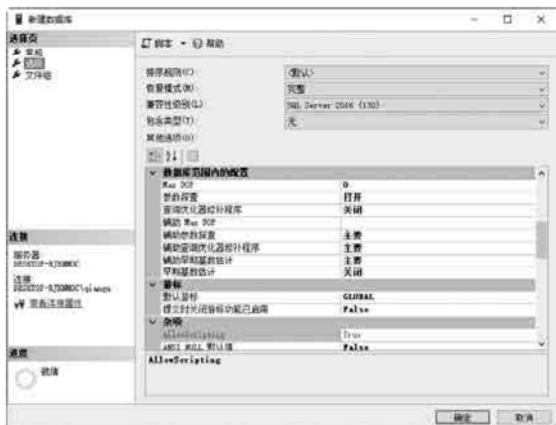 新建数据库
选择页
常规
选项
文件组
脚本 帮助
排序规则(C):
<默认>
恢复模式(M):
完整
兼容性级别(L):
SQL Server 2016 (130)
包含类型(T):
无
其他选项(O):
数据库范围内的配置
Max DOP 0
参数探查 打开
查询优化器修补程序 关闭
辅助 Max DOP
辅助参数探查 主要
辅助查询优化器修补程序 主要
辅助早期基数估计 主要
早期基数估计 关闭
游标
默认游标 GLOBAL
提交时关闭游标功能已启用 False
杂项
AllowScripting True
ANSI NULL 默认值 False
AllowScripting
连接
服务器:
连接:
查看连接属性
进度
就绪
确定 取消